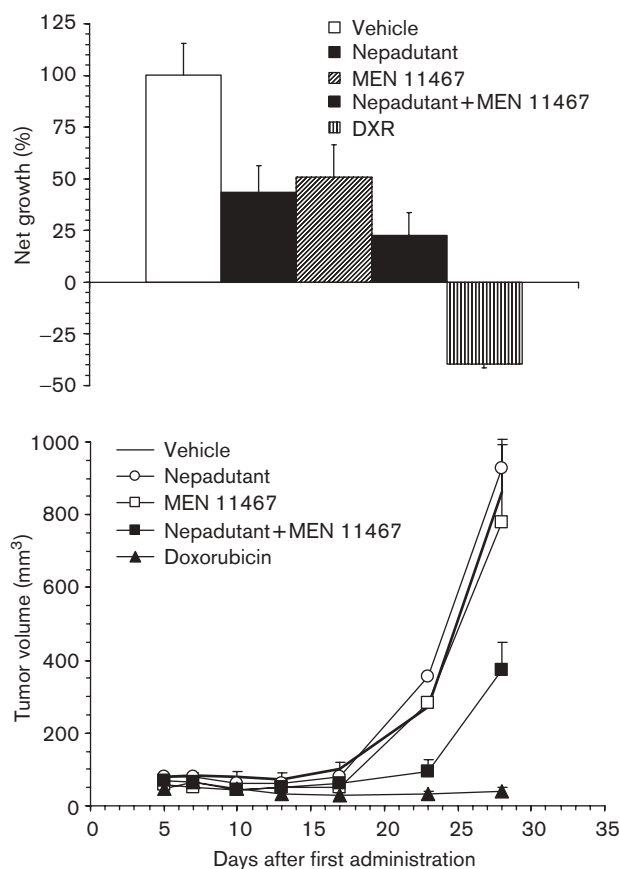 125
100
75
50
25
0
−25
−50
Net growth (%)
Vehicle
Nepadutant
MEN 11467
Nepadutant+MEN 11467
DXR
1000
800
600
400
200
0
Tumor volume (mm³)
Vehicle
Nepadutant
MEN 11467
Nepadutant+MEN 11467
Doxorubicin
0 5 10 15 20 25 30 35
Days after first administration